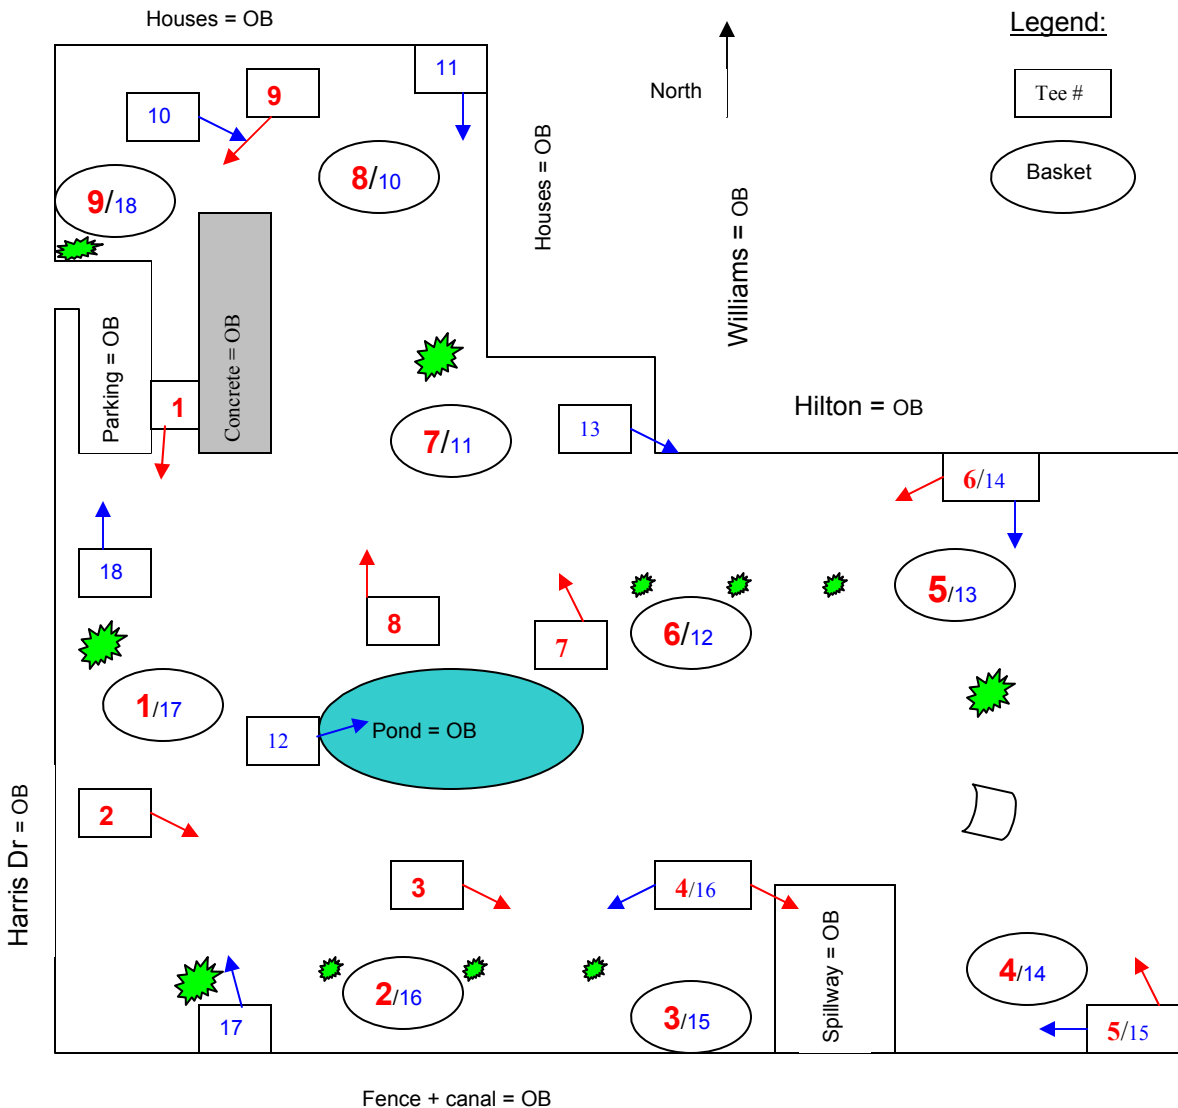 Houses = OB
Legend:
North
Tee #
Basket
11
9
10
8/10
9/18
Houses = OB
Williams = OB
Parking = OB
Concrete = OB
1
7/11
13
Hilton = OB
6/14
18
8
7
6/12
5/13
1/17
12
Pond = OB
2
Harris Dr = OB
3
4/16
Spillway = OB
4/14
2/16
3/15
17
5/15
Fence + canal = OB